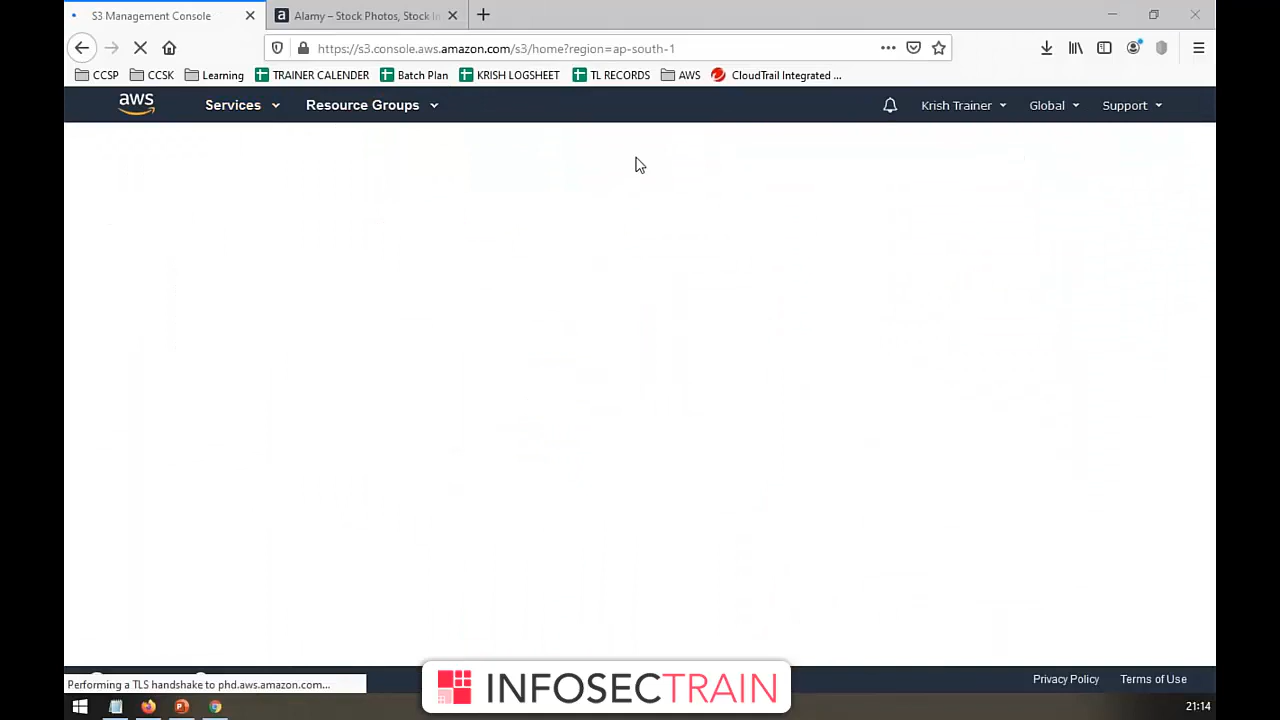 S3 Management Console
Alamy – Stock Photos, Stock I
https://s3.console.aws.amazon.com/s3/home?region=ap-south-1
CCSP
CCSK
Learning
TRAINER CALENDER
Batch Plan
KRISH LOGSHEET
TL RECORDS
AWS
CloudTrail Integrated ...
aws
Services
Resource Groups
Krish Trainer
Global
Support
Performing a TLS handshake to phd.aws.amazon.com...
INFOSECTRAIN
Privacy Policy
Terms of Use
21:14